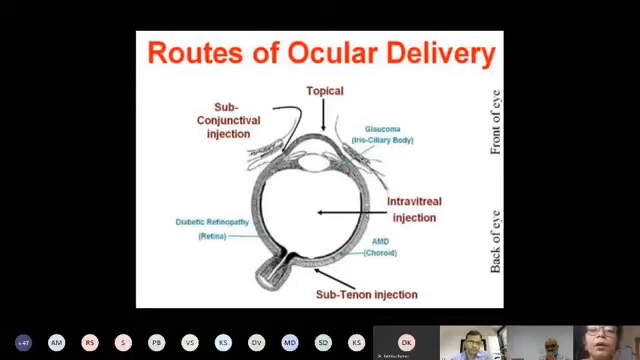 Routes of Ocular Delivery
Topical
Sub-
Conjunctival
injection
Glaucoma
(Iris-Ciliary Body)
Front of eye
Intravitreal
injection
Diabetic Retinopathy
(Retina)
AMD
(Choroid)
Back of eye
Sub-Tenon injection
+47
AM
RS
S
PB
VS
KS
DV
MD
SD
KS
DK